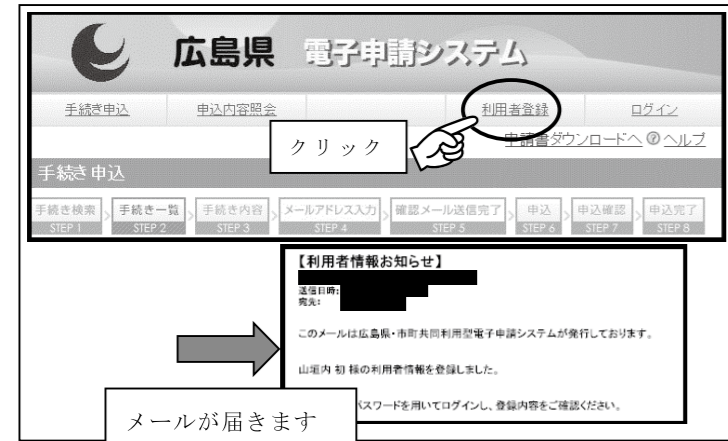 広島県 電子申請システム
手続き申込 申込内容照会 利用者登録 ログイン
クリック
申請書ダウンロードへ ? ヘルプ
手続き申込
手続き検索 > 手続き一覧 > 手続き内容 > メールアドレス入力 > 確認メール送信完了 > 申込 > 申込確認 > 申込完了
STEP 1 STEP 2 STEP 3 STEP 4 STEP 5 STEP 6 STEP 7 STEP 8
【利用者情報お知らせ】
送信日時:
宛先:
このメールは広島県・市町共同利用型電子申請システムが発行しております。
山垣内 初 様の利用者情報を登録しました。
パスワードを用いてログインし、登録内容をご確認ください。
メールが届きます